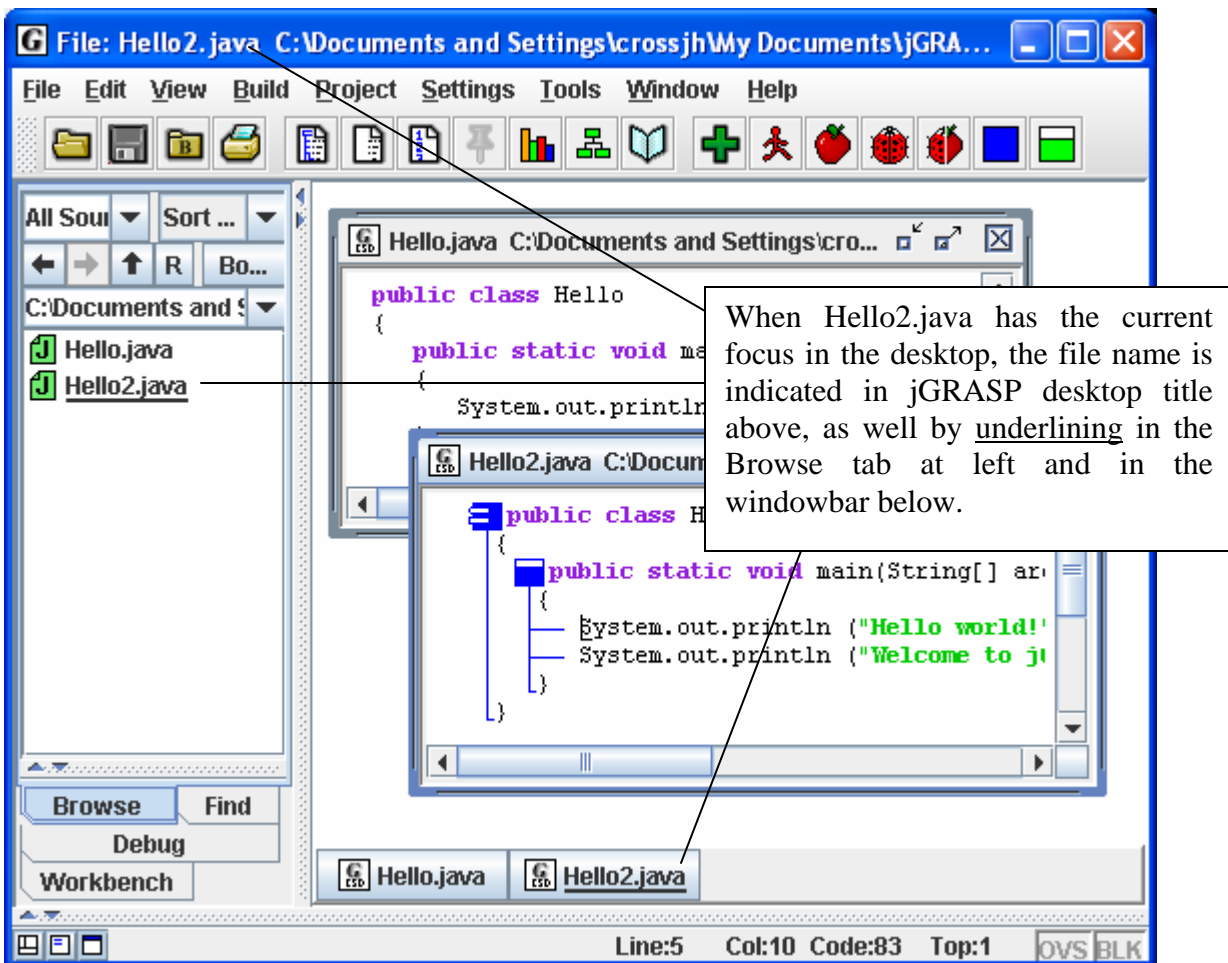 File: Hello2.java C:\Documents and Settings\crossjh\My Documents\jGRA...
File Edit View Build Project Settings Tools Window Help
All Sour Sort ...
R Bo...
C:\Documents and S
Hello.java
Hello2.java
Hello.java C:\Documents and Settings\cro...
public class Hello
{
public static void ma
{
System.out.println
Hello2.java C:\Docum
public class H
{
public static void main(String[] ar
{
System.out.println ("Hello world!"
System.out.println ("Welcome to j
}
}
When Hello2.java has the current
focus in the desktop, the file name is
indicated in jGRASP desktop title
above, as well by underlining in the
Browse tab at left and in the
windowbar below.
Browse Find
Debug
Workbench
Hello.java Hello2.java
Line:5 Col:10 Code:83 Top:1 OVS BLK